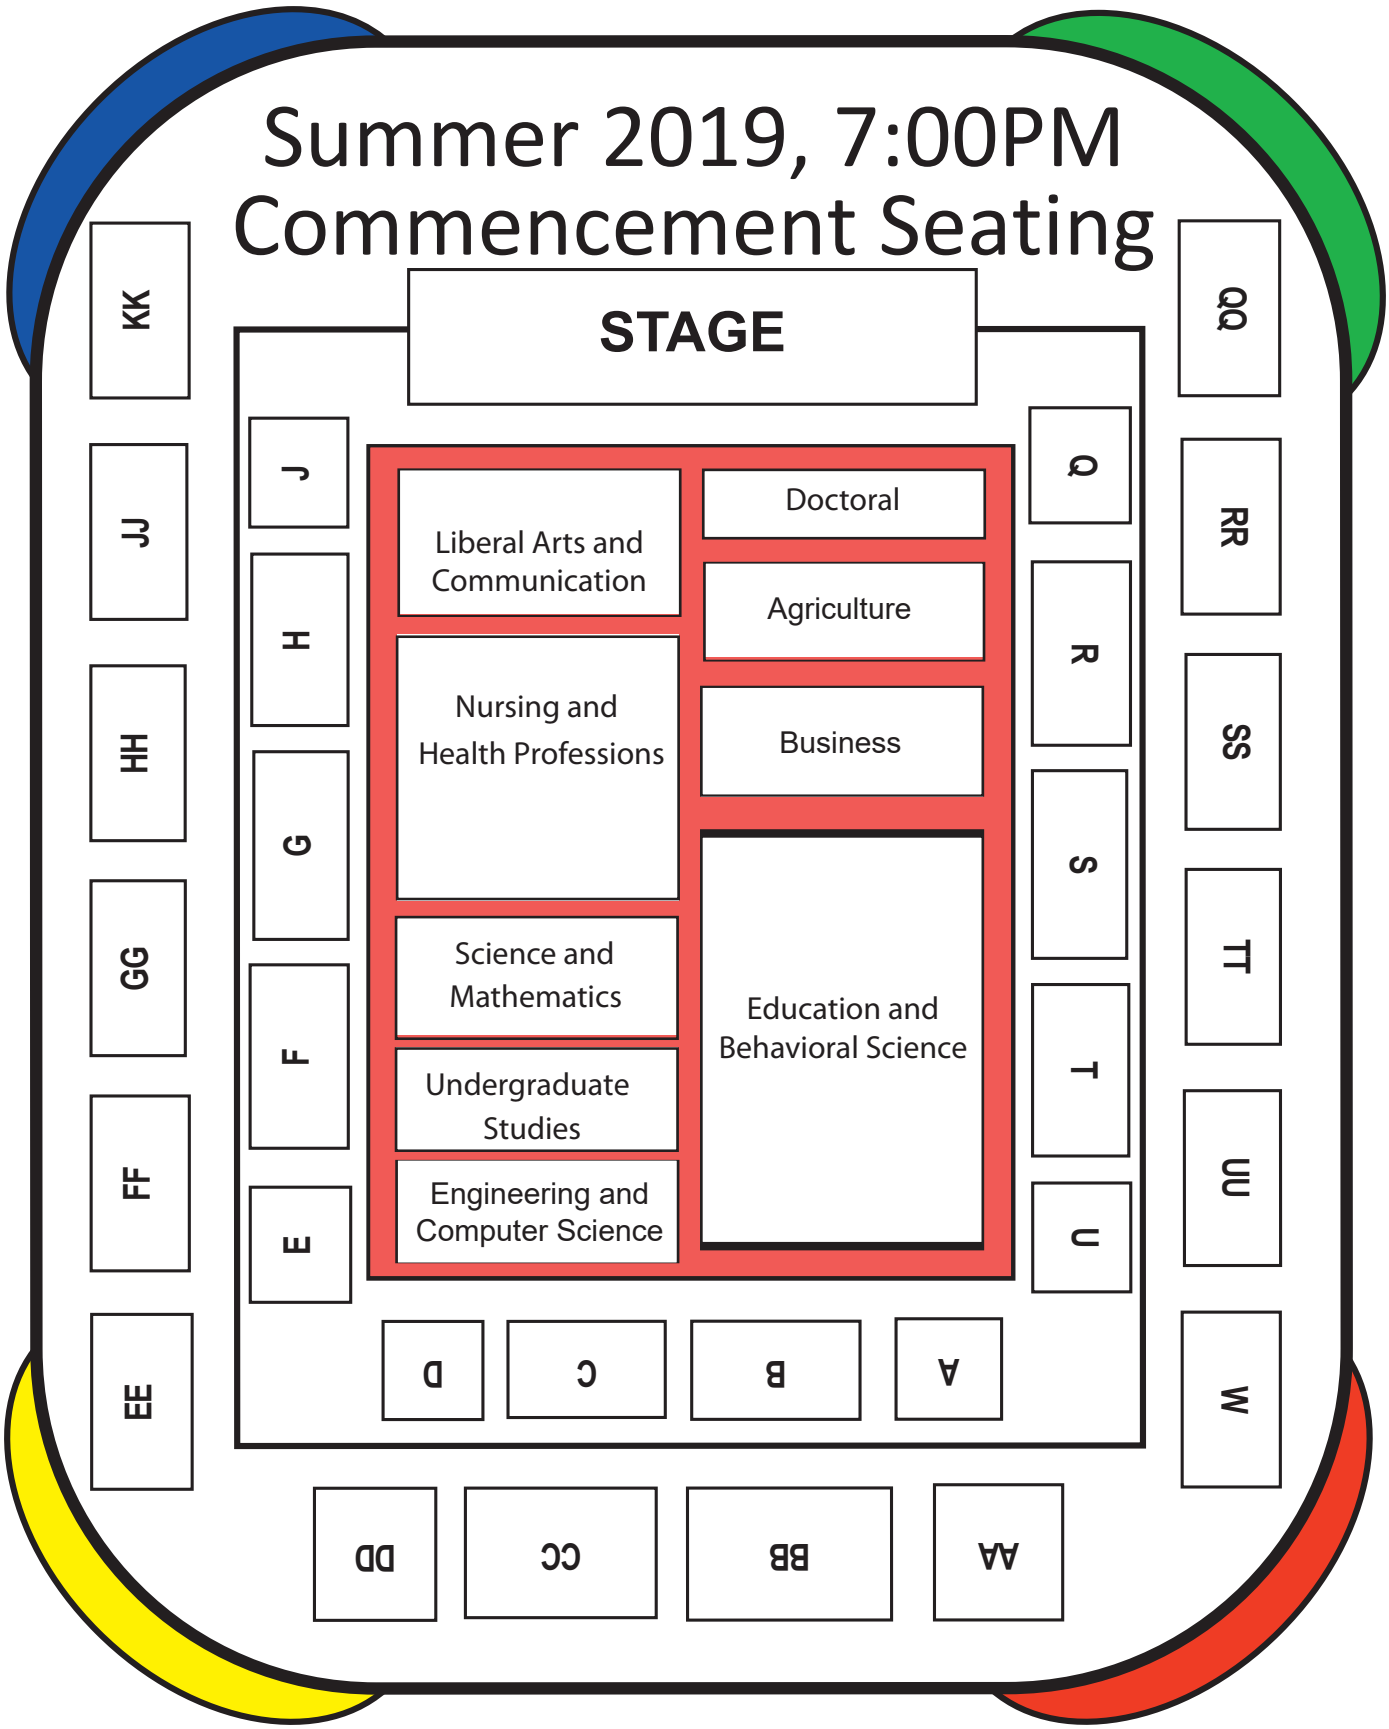 Summer 2019, 7:00PM
Commencement Seating
STAGE
KK
JJ
HH
GG
FF
EE
J
H
G
F
E
Liberal Arts and
Communication
Nursing and
Health Professions
Science and
Mathematics
Undergraduate
Studies
Engineering and
Computer Science
Doctoral
Agriculture
Business
Education and
Behavioral Science
Q
R
S
T
U
QQ
RR
SS
TT
UU
W
D
C
B
A
DD
CC
BB
AA